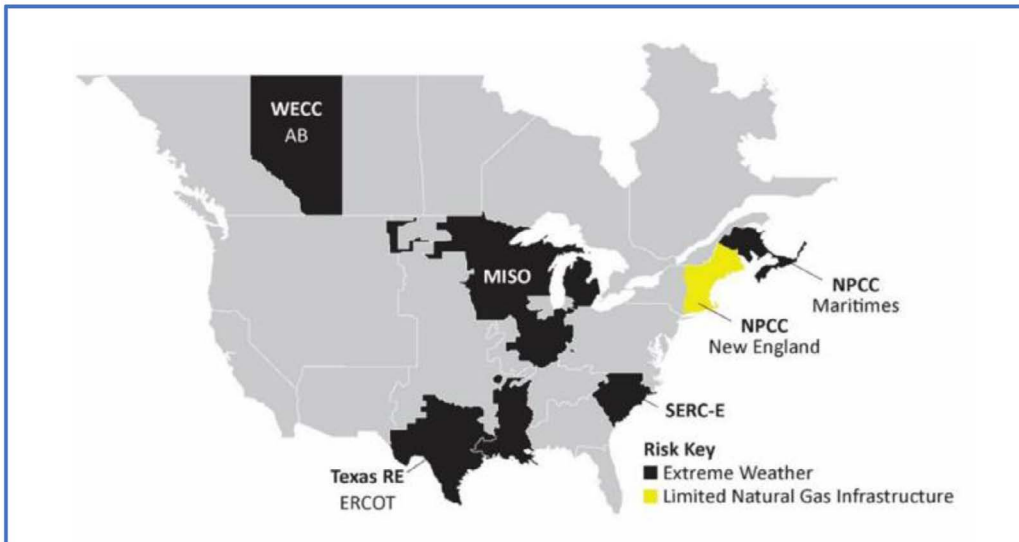 WECC
AB
MISO
NPCC
Maritimes
NPCC
New England
SERC-E
Texas RE
ERCOT
Risk Key
Extreme Weather
Limited Natural Gas Infrastructure